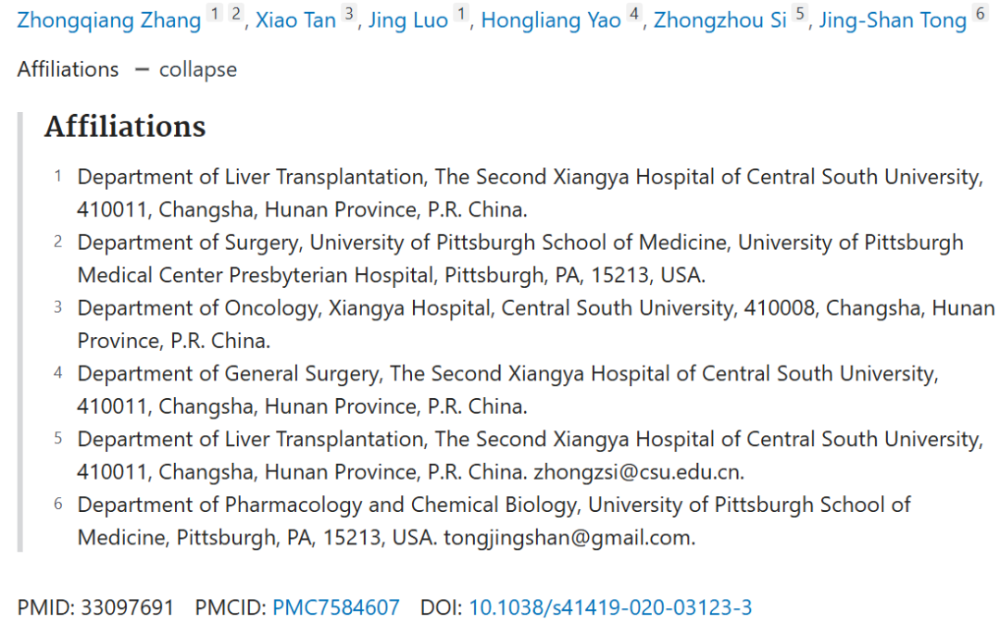 Zhongqiang Zhang 1 2, Xiao Tan 3, Jing Luo 1, Hongliang Yao 4, Zhongzhou Si 5, Jing-Shan Tong 6
Affiliations – collapse
Affiliations
1 Department of Liver Transplantation, The Second Xiangya Hospital of Central South University,
410011, Changsha, Hunan Province, P.R. China.
2 Department of Surgery, University of Pittsburgh School of Medicine, University of Pittsburgh
Medical Center Presbyterian Hospital, Pittsburgh, PA, 15213, USA.
3 Department of Oncology, Xiangya Hospital, Central South University, 410008, Changsha, Hunan
Province, P.R. China.
4 Department of General Surgery, The Second Xiangya Hospital of Central South University,
410011, Changsha, Hunan Province, P.R. China.
5 Department of Liver Transplantation, The Second Xiangya Hospital of Central South University,
410011, Changsha, Hunan Province, P.R. China. zhongzsi@csu.edu.cn.
6 Department of Pharmacology and Chemical Biology, University of Pittsburgh School of
Medicine, Pittsburgh, PA, 15213, USA. tongjingshan@gmail.com.
PMID: 33097691 PMCID: PMC7584607 DOI: 10.1038/s41419-020-03123-3